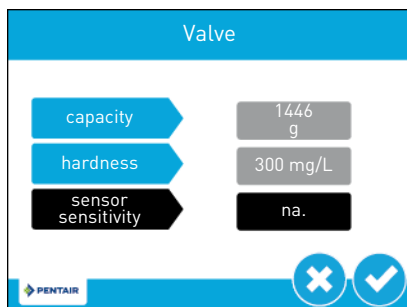 Valve
capacity
1446
g
hardness
300 mg/L
sensor
sensitivity
na.
PENTAIR